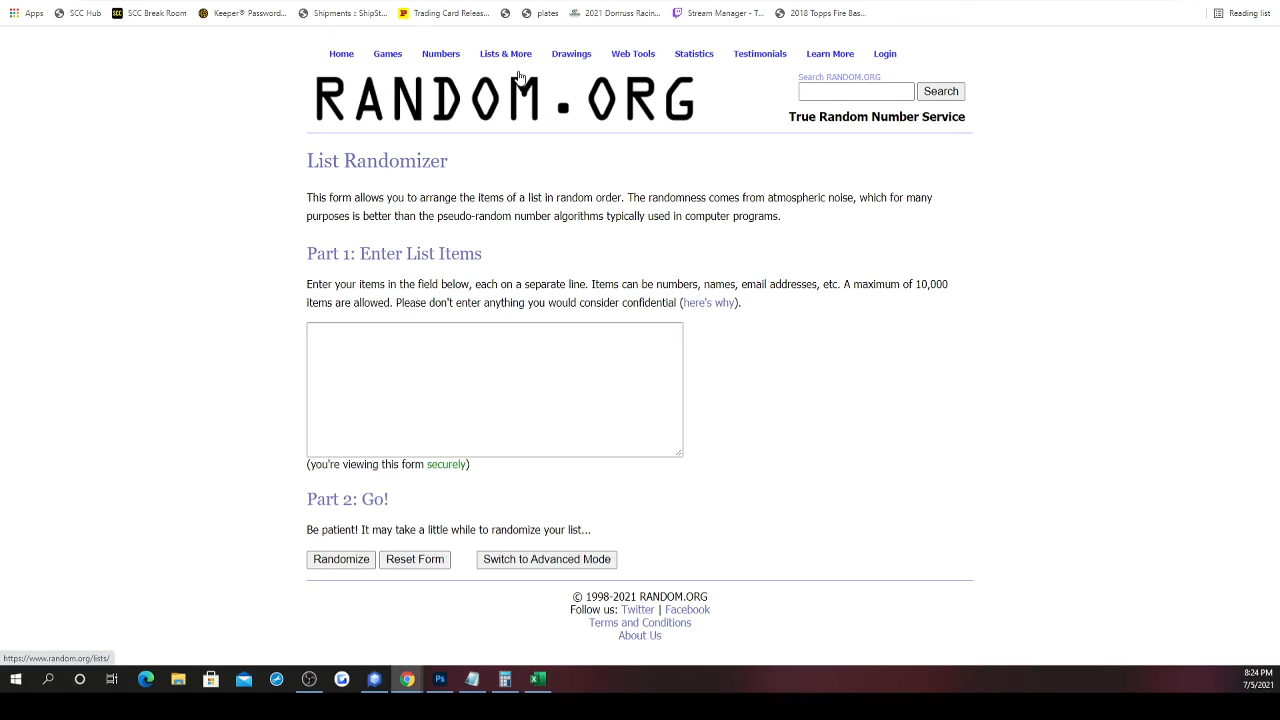 Apps SCC Hub SCC Break Room Keeper® Password... Shipments :: ShipSt... Trading Card Releas... plates 2021 Donruss Racin... Stream Manager - T... 2018 Topps Fire Bas... Reading list
Home Games Numbers Lists & More Drawings Web Tools Statistics Testimonials Learn More Login
RANDOM.ORG
Search RANDOM.ORG
Search
True Random Number Service
List Randomizer
This form allows you to arrange the items of a list in random order. The randomness comes from atmospheric noise, which for many
purposes is better than the pseudo-random number algorithms typically used in computer programs.
Part 1: Enter List Items
Enter your items in the field below, each on a separate line. Items can be numbers, names, email addresses, etc. A maximum of 10,000
items are allowed. Please don't enter anything you would consider confidential (here's why).
(you're viewing this form securely)
Part 2: Go!
Be patient! It may take a little while to randomize your list...
Randomize Reset Form Switch to Advanced Mode
© 1998-2021 RANDOM.ORG
Follow us: Twitter | Facebook
Terms and Conditions
About Us
https://www.random.org/lists/
Ps
8:24 PM
7/5/2021